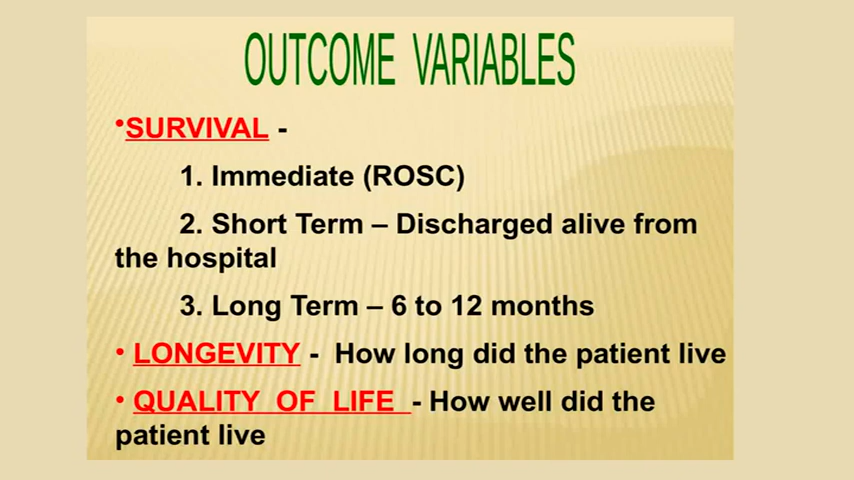 OUTCOME VARIABLES
•SURVIVAL -
1. Immediate (ROSC)
2. Short Term – Discharged alive from
the hospital
3. Long Term – 6 to 12 months
• LONGEVITY - How long did the patient live
• QUALITY OF LIFE - How well did the
patient live